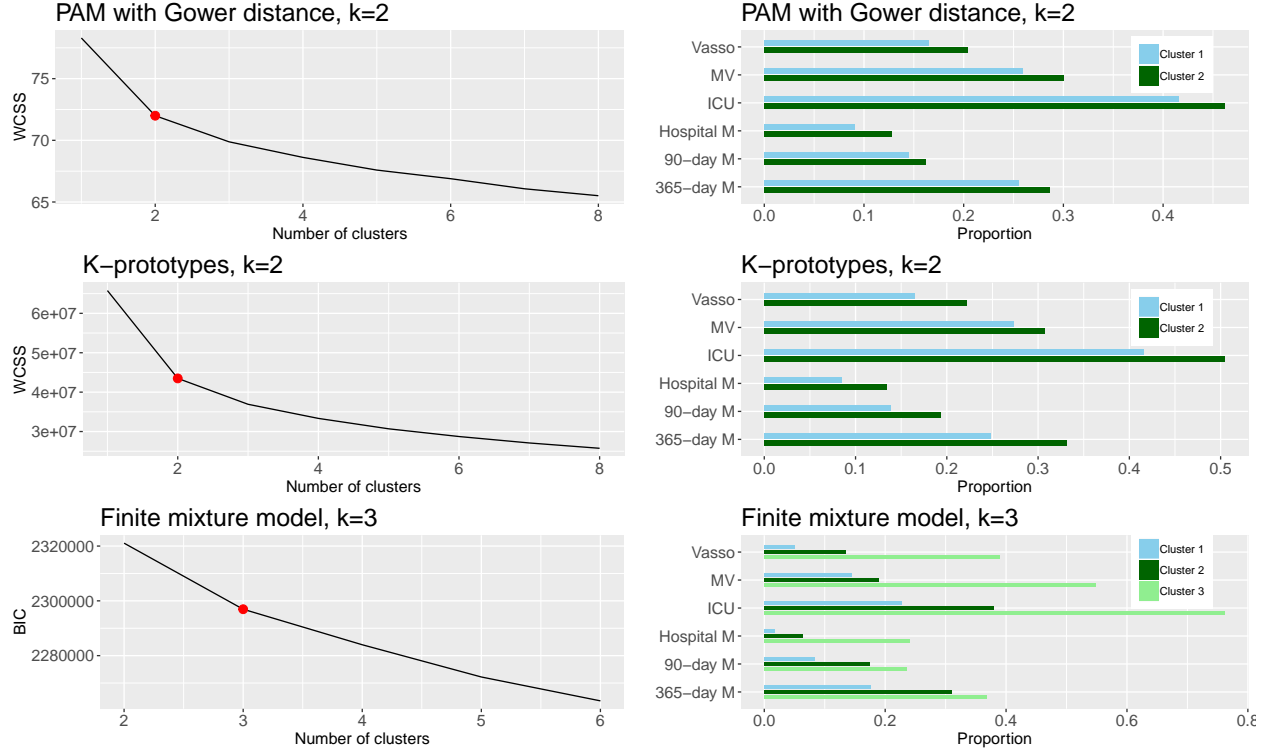 PAM with Gower distance, k=2
WCSS
75
70
65
2
4
6
8
Number of clusters
PAM with Gower distance, k=2
Vasso
MV
ICU
Hospital M
90−day M
365−day M
Cluster 1
Cluster 2
0.0
0.1
0.2
0.3
0.4
Proportion
K−prototypes, k=2
WCSS
6e+07
5e+07
4e+07
3e+07
2
4
6
8
Number of clusters
K−prototypes, k=2
Vasso
MV
ICU
Hospital M
90−day M
365−day M
Cluster 1
Cluster 2
0.0
0.1
0.2
0.3
0.4
0.5
Proportion
Finite mixture model, k=3
BIC
2320000
2300000
2280000
2
3
4
5
6
Number of clusters
Finite mixture model, k=3
Vasso
MV
ICU
Hospital M
90−day M
365−day M
Cluster 1
Cluster 2
Cluster 3
0.0
0.2
0.4
0.6
0.8
Proportion